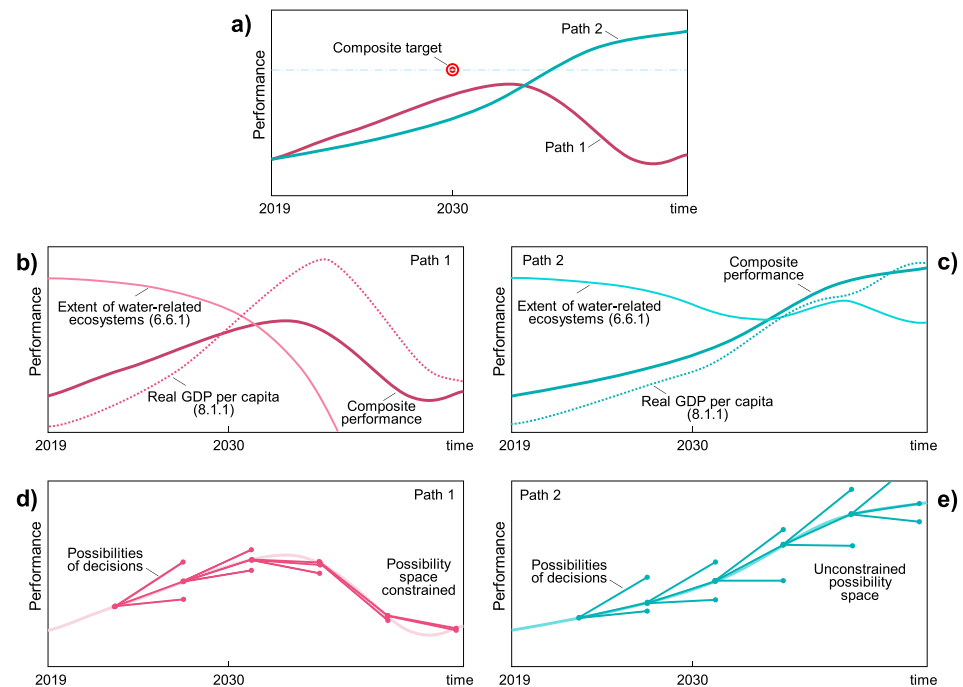 a)
Performance
Composite target
Path 2
Path 1
2019
2030
time
b)
Performance
Path 1
Extent of water-related
ecosystems (6.6.1)
Real GDP per capita
(8.1.1)
Composite
performance
2019
2030
time
c)
Performance
Path 2
Composite
performance
Extent of water-related
ecosystems (6.6.1)
Real GDP per capita
(8.1.1)
2019
2030
time
d)
Performance
Path 1
Possibilities
of decisions
Possibility
space
constrained
2019
2030
time
e)
Performance
Path 2
Possibilities
of decisions
Unconstrained
possibility
space
2019
2030
time